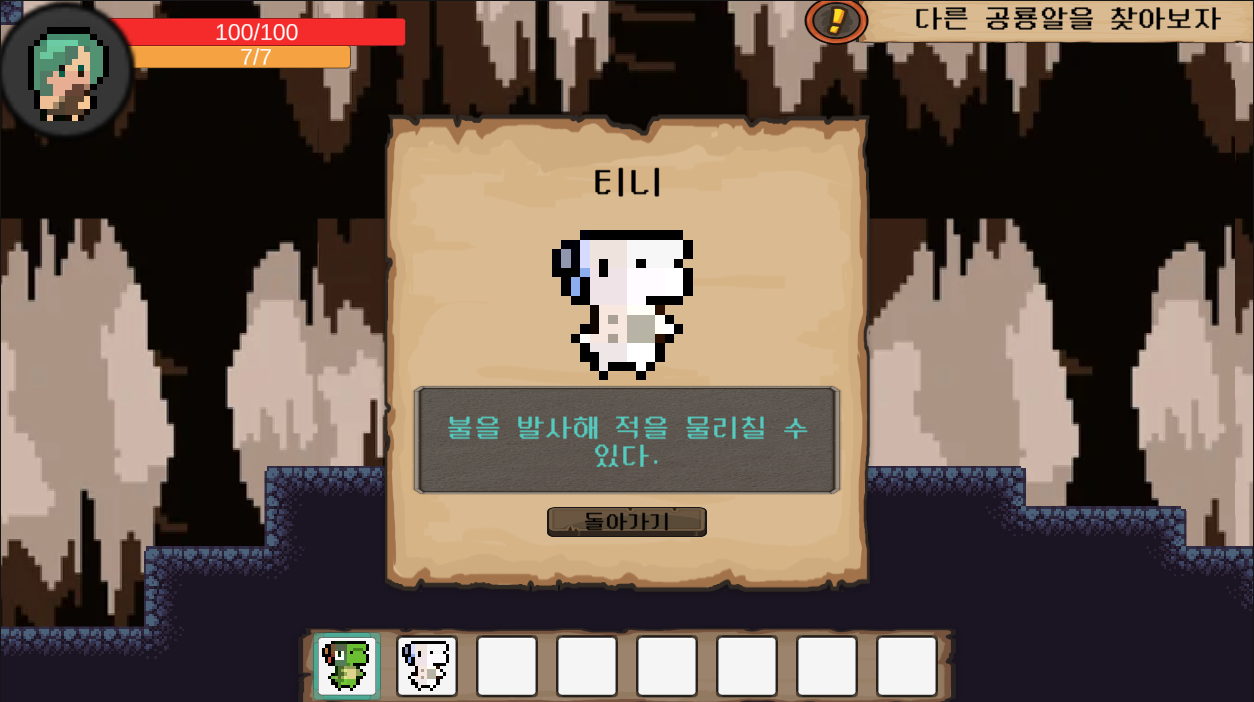 100/100
7/7
다른 공룡알을 찾아보자
티니
불을 발사해 적을 물리칠 수
있다.
돌아가기